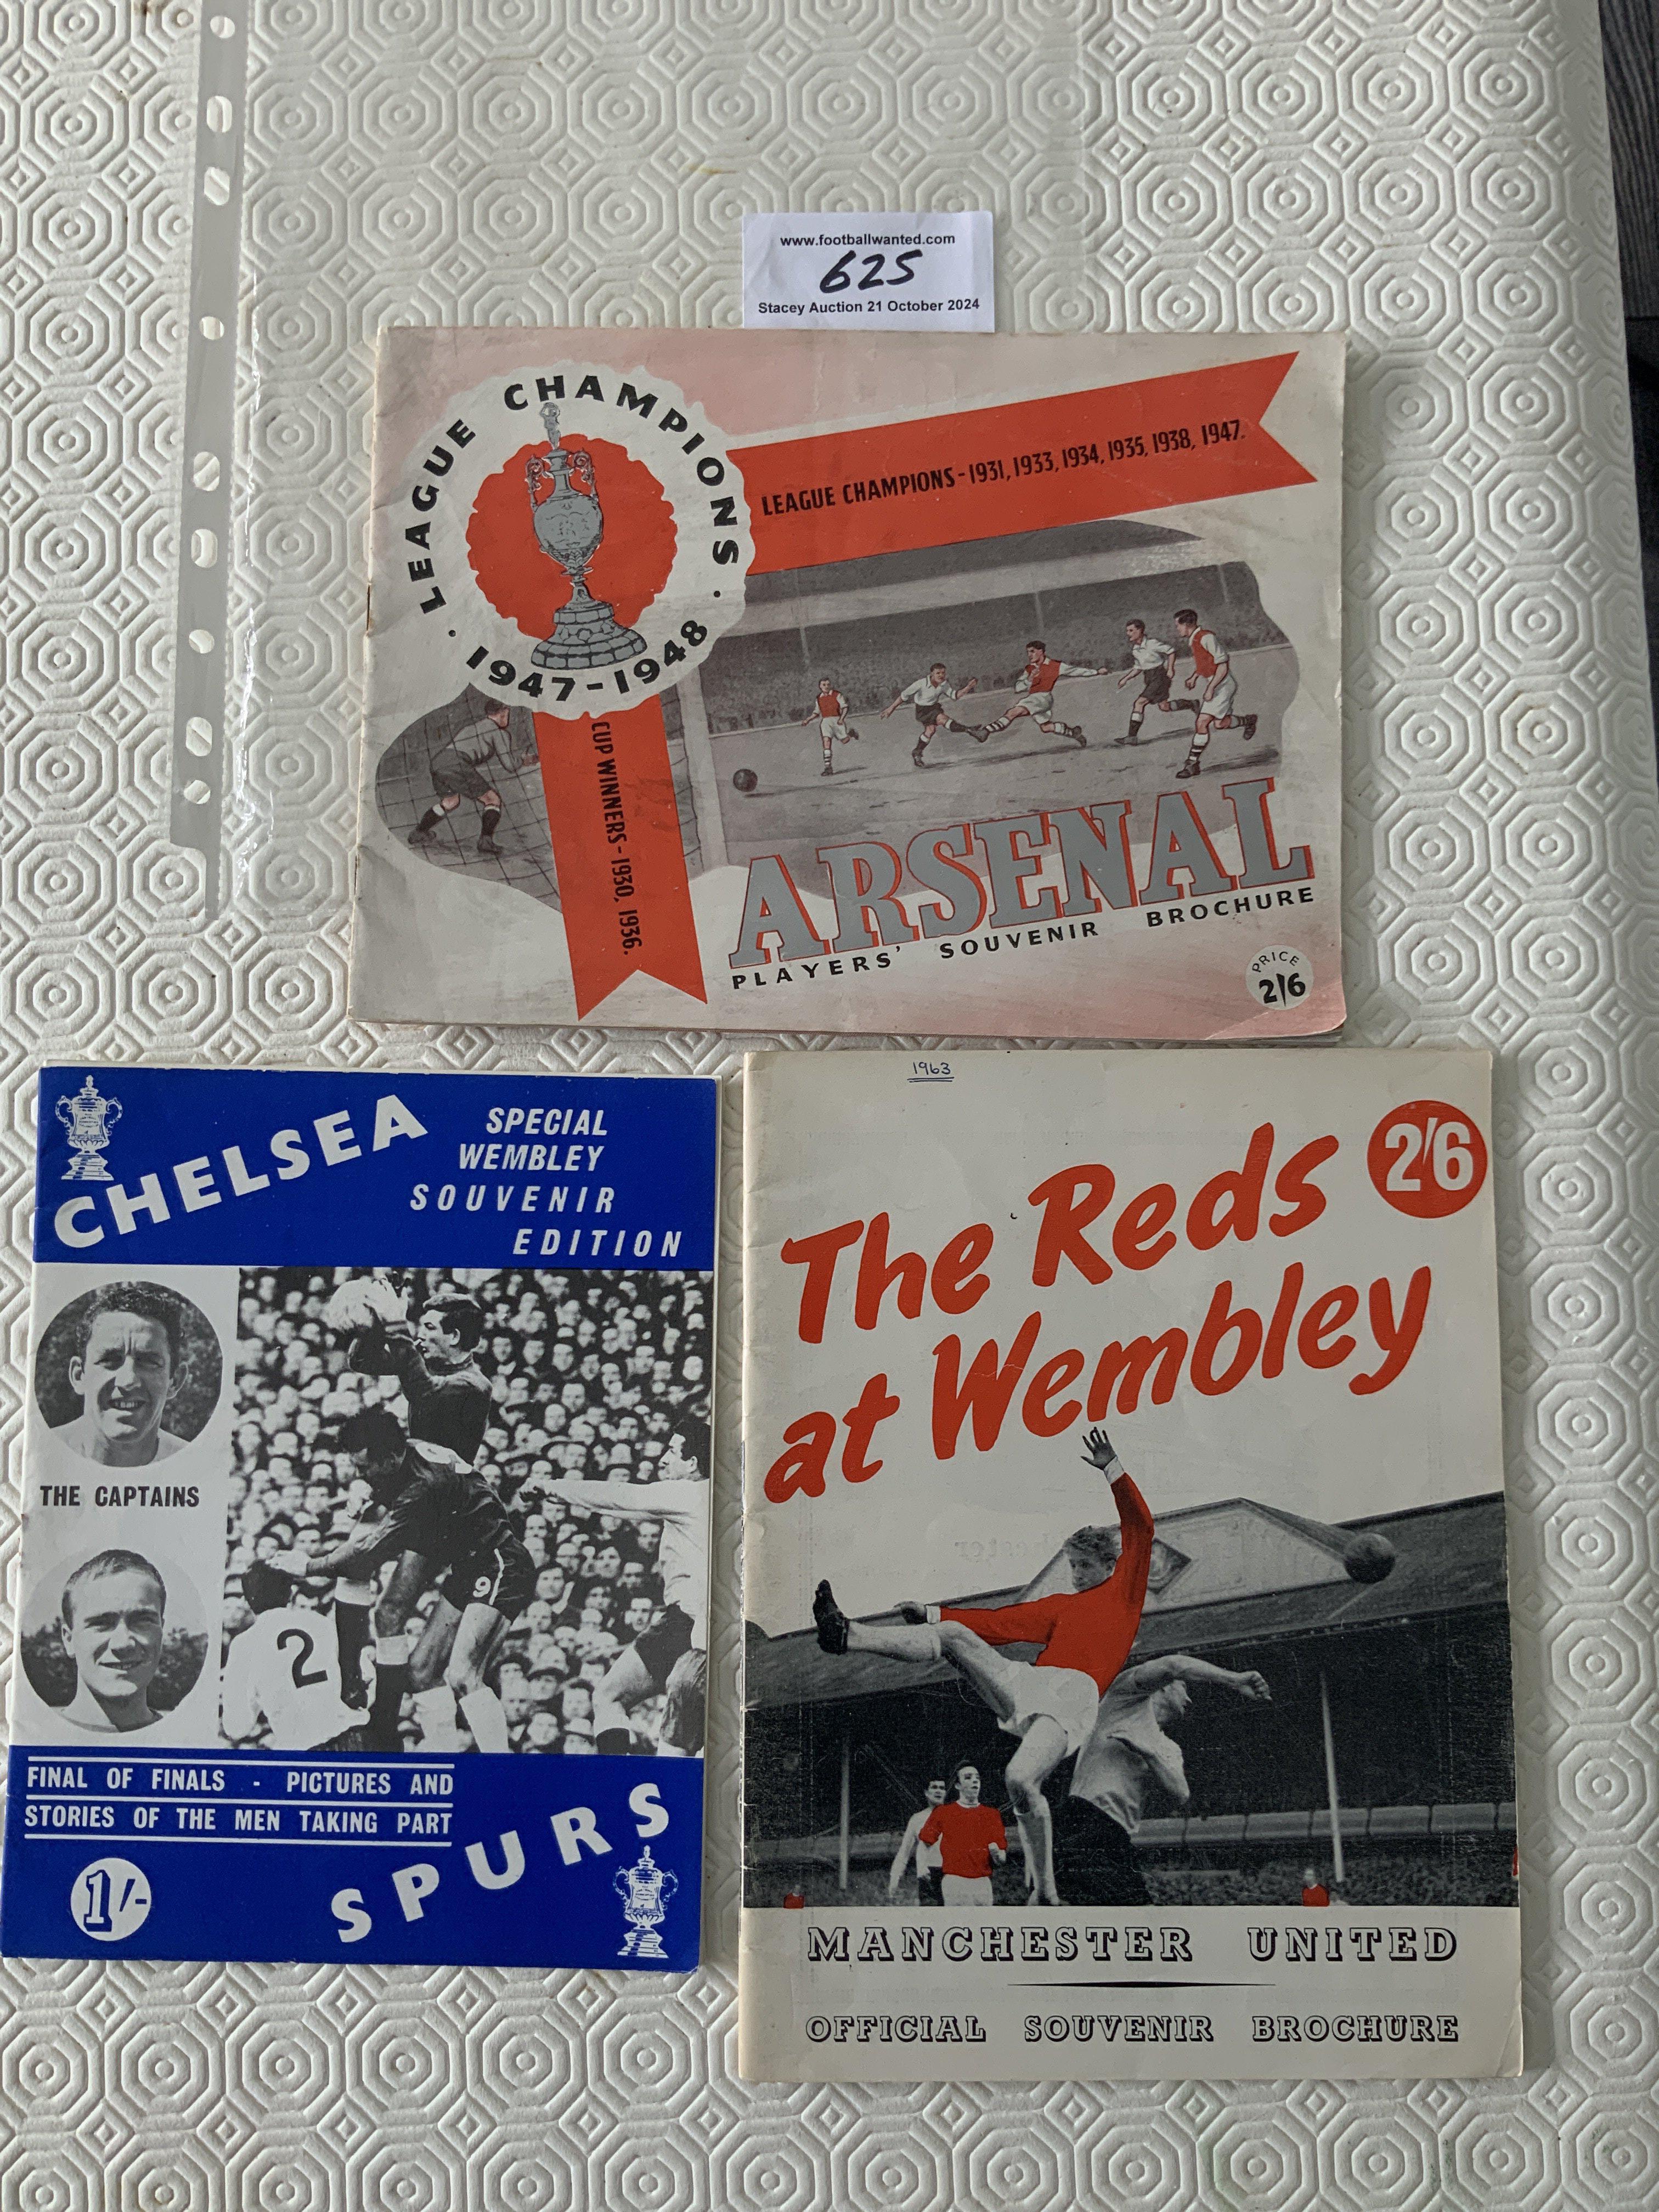 www.footballwanted.com
625
Stacey Auction 21 October 2024
· LEAGUE CHAMPIONS ·
1947-1948
LEAGUE CHAMPIONS - 1931, 1933, 1934, 1935, 1938, 1947.
CUP WINNERS - 1930, 1936.
ARSENAL
PLAYERS' SOUVENIR BROCHURE
PRICE
2/6
CHELSEA
SPECIAL
WEMBLEY
SOUVENIR
EDITION
THE CAPTAINS
9
2
FINAL OF FINALS - PICTURES AND
STORIES OF THE MEN TAKING PART
SPURS
1/-
1963
The Reds
at Wembley
2/6
MANCHESTER UNITED
OFFICIAL SOUVENIR BROCHURE